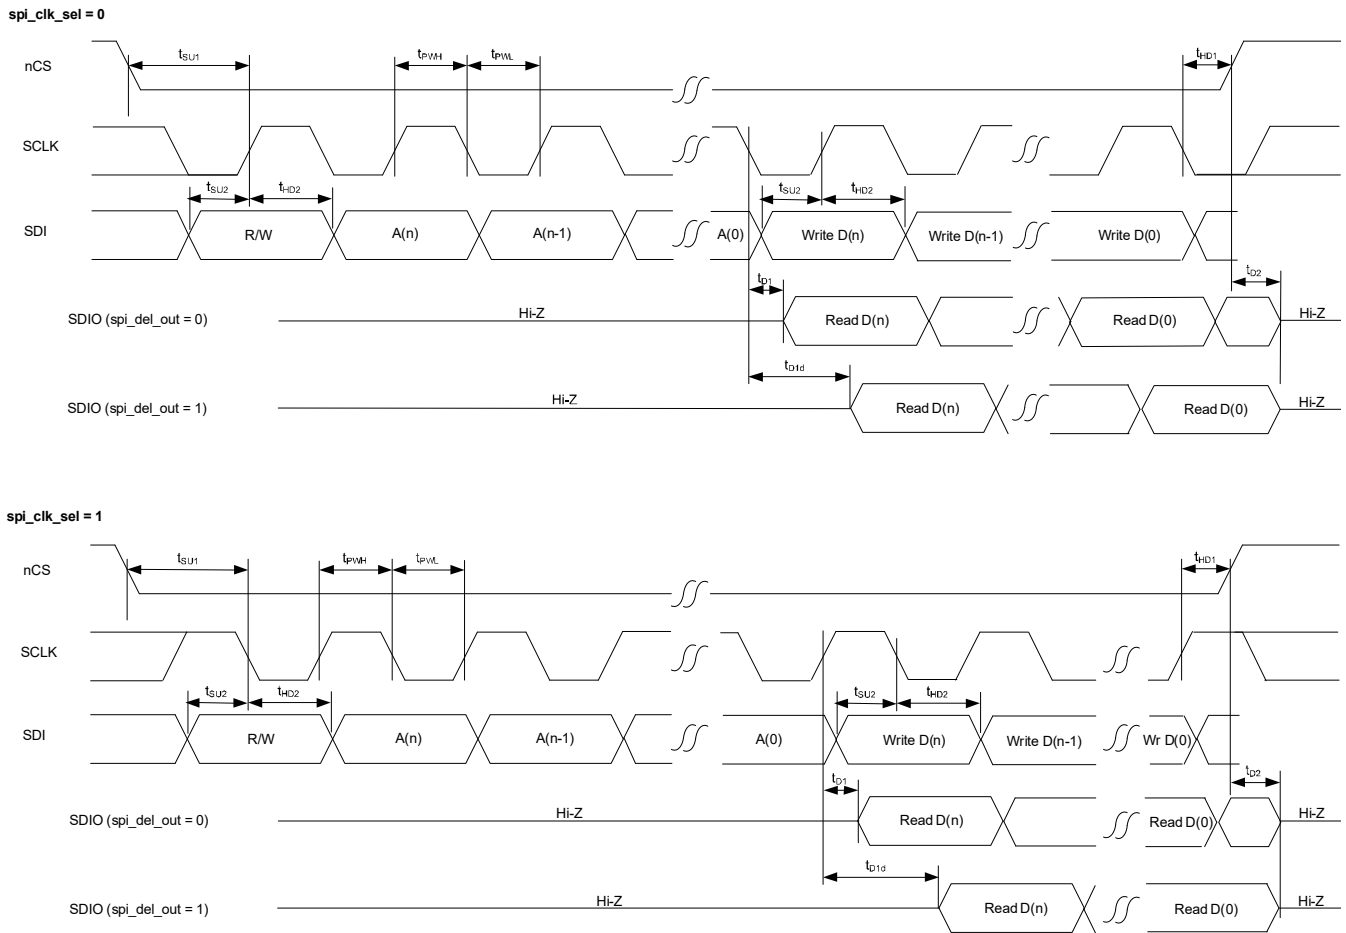 spi_clk_sel = 0
nCS tSU1 tPWH tPWL tHD1
SCLK
tSU2 tHD2 tSU2 tHD2
SDI R/W A(n) A(n-1) A(0) Write D(n) Write D(n-1) Write D(0)
tD1 tD2
SDIO (spi_del_out = 0) Hi-Z Read D(n) Read D(0) Hi-Z
tD1d
SDIO (spi_del_out = 1) Hi-Z Read D(n) Read D(0) Hi-Z
spi_clk_sel = 1
nCS tSU1 tPWH tPWL tHD1
SCLK
tSU2 tHD2 tSU2 tHD2
SDI R/W A(n) A(n-1) A(0) Write D(n) Write D(n-1) Wr D(0)
tD1 tD2
SDIO (spi_del_out = 0) Hi-Z Read D(n) Read D(0) Hi-Z
tD1d
SDIO (spi_del_out = 1) Hi-Z Read D(n) Read D(0) Hi-Z